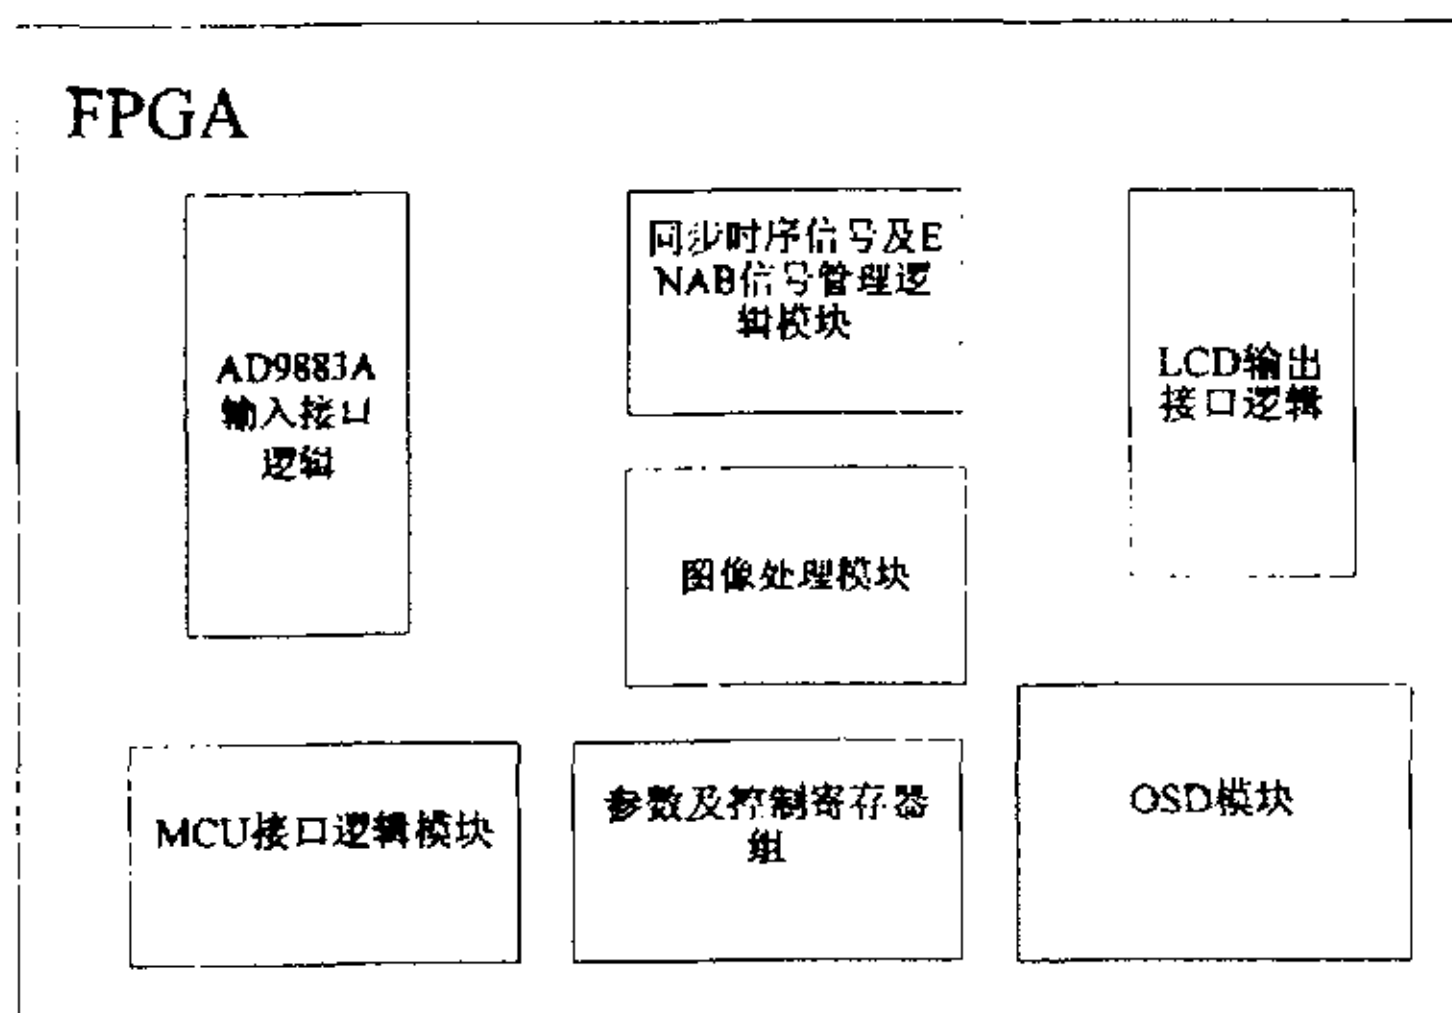 FPGA
AD9883A
输入接口
逻辑
同步时序信号及E
NAB信号管理逻
辑模块
LCD输出
接口逻辑
图像处理模块
MCU接口逻辑模块
参数及控制寄存器
组
OSD模块